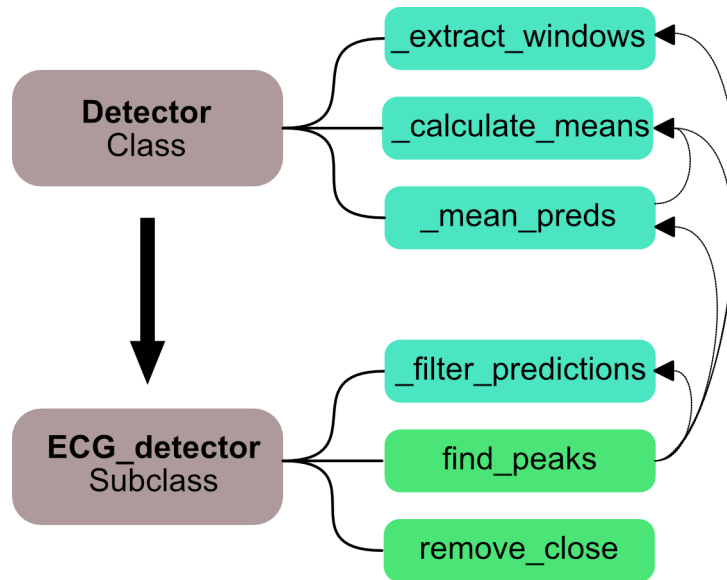 Detector
Class
_extract_windows
_calculate_means
_mean_preds
ECG_detector
Subclass
_filter_predictions
find_peaks
remove_close